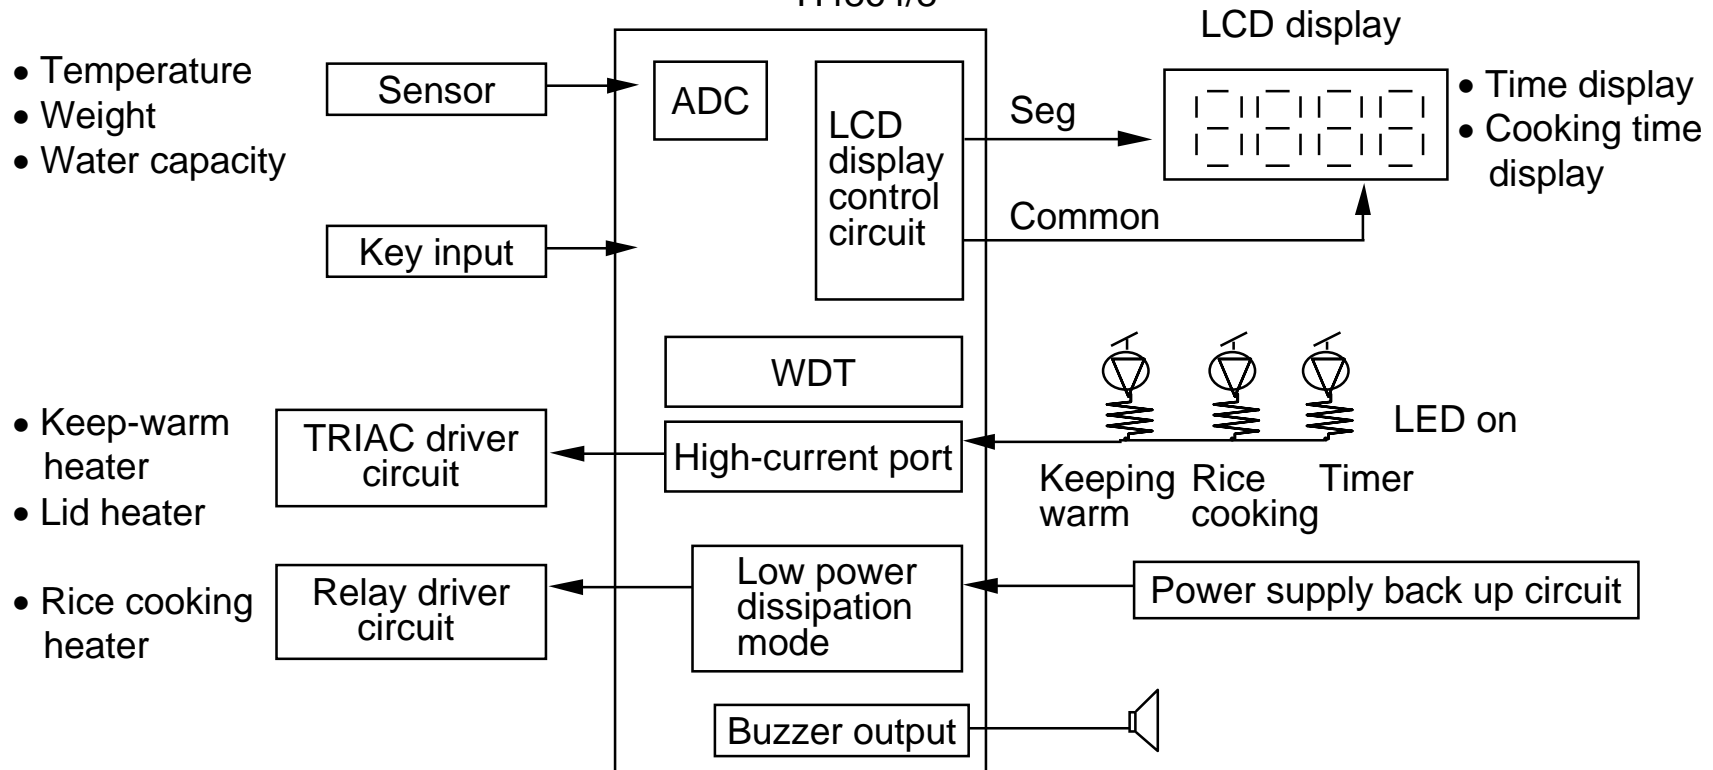 LCD display
• Temperature
• Weight
• Water capacity
Sensor
ADC
LCD
display
control
circuit
Seg
Common
• Time display
• Cooking time
display
Key input
WDT
• Keep-warm
heater
• Lid heater
TRIAC driver
circuit
High-current port
LED on
Keeping
warm
Rice
cooking
Timer
• Rice cooking
heater
Relay driver
circuit
Low power
dissipation
mode
Power supply back up circuit
Buzzer output